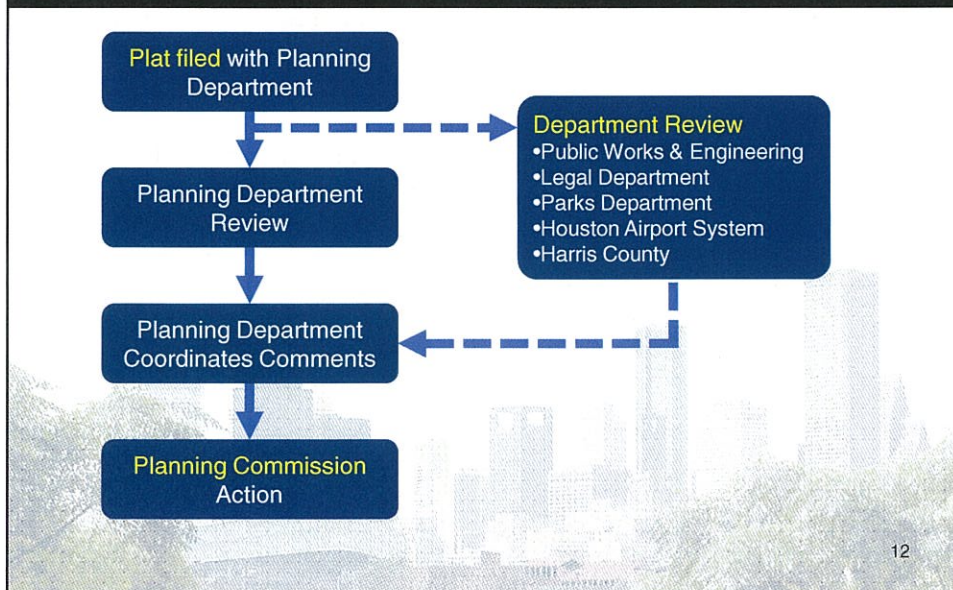 Plat filed with Planning
Department
Planning Department
Review
Planning Department
Coordinates Comments
Planning Commission
Action
Department Review
•Public Works & Engineering
•Legal Department
•Parks Department
•Houston Airport System
•Harris County
12